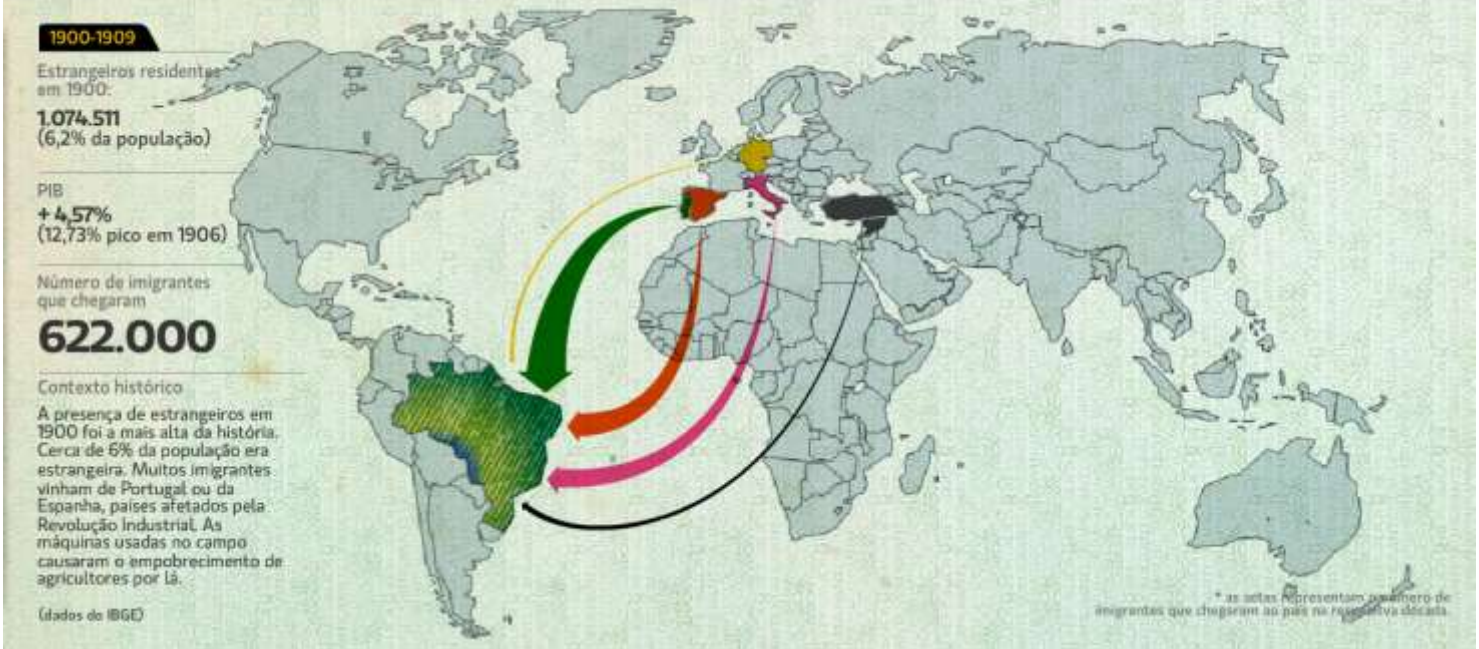 1900-1909
Estrangeiros residentes
em 1900:
1.074.511
(6,2% da população)
PIB
+ 4,57%
(12,73% pico em 1906)
Número de imigrantes
que chegaram
622.000
Contexto histórico
A presença de estrangeiros em
1900 foi a mais alta da história.
Cerca de 6% da população era
estrangeira. Muitos imigrantes
vinham de Portugal ou da
Espanha, países afetados pela
Revolução Industrial. As
máquinas usadas no campo
causaram o empobrecimento de
agricultores por lá.
(dados do IBGE)
* as setas representam o número de
imigrantes que chegaram ao país na respectiva década.